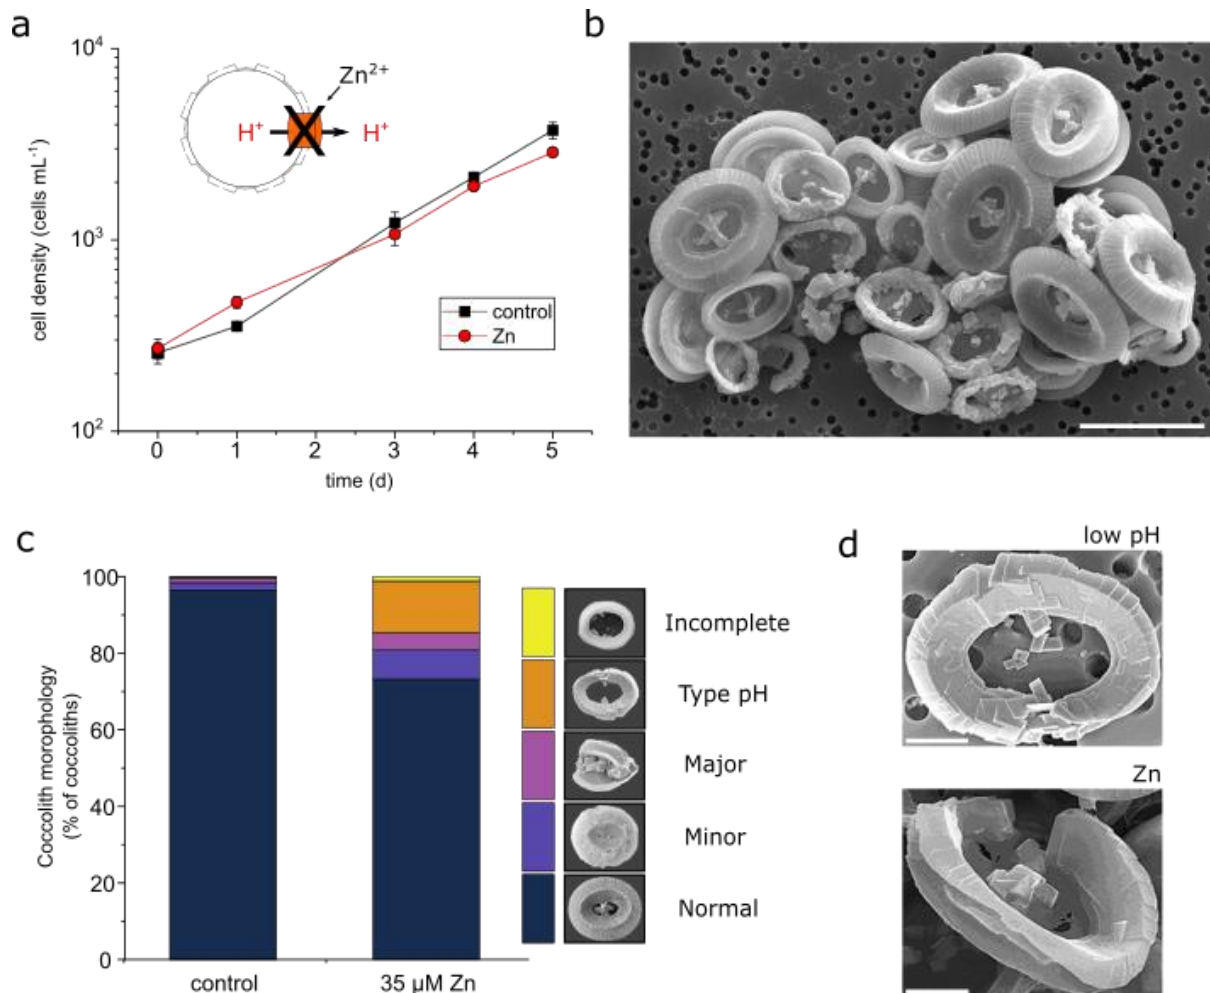 a
10⁴
10³
10²
cell density (cells mL⁻¹)
Zn²⁺
H⁺
X
H⁺
control
Zn
0
1
2
3
4
5
time (d)
b
c
100
80
60
40
20
0
Coccolith morophology
(% of coccoliths)
control
35 µM Zn
Incomplete
Type pH
Major
Minor
Normal
d
low pH
Zn